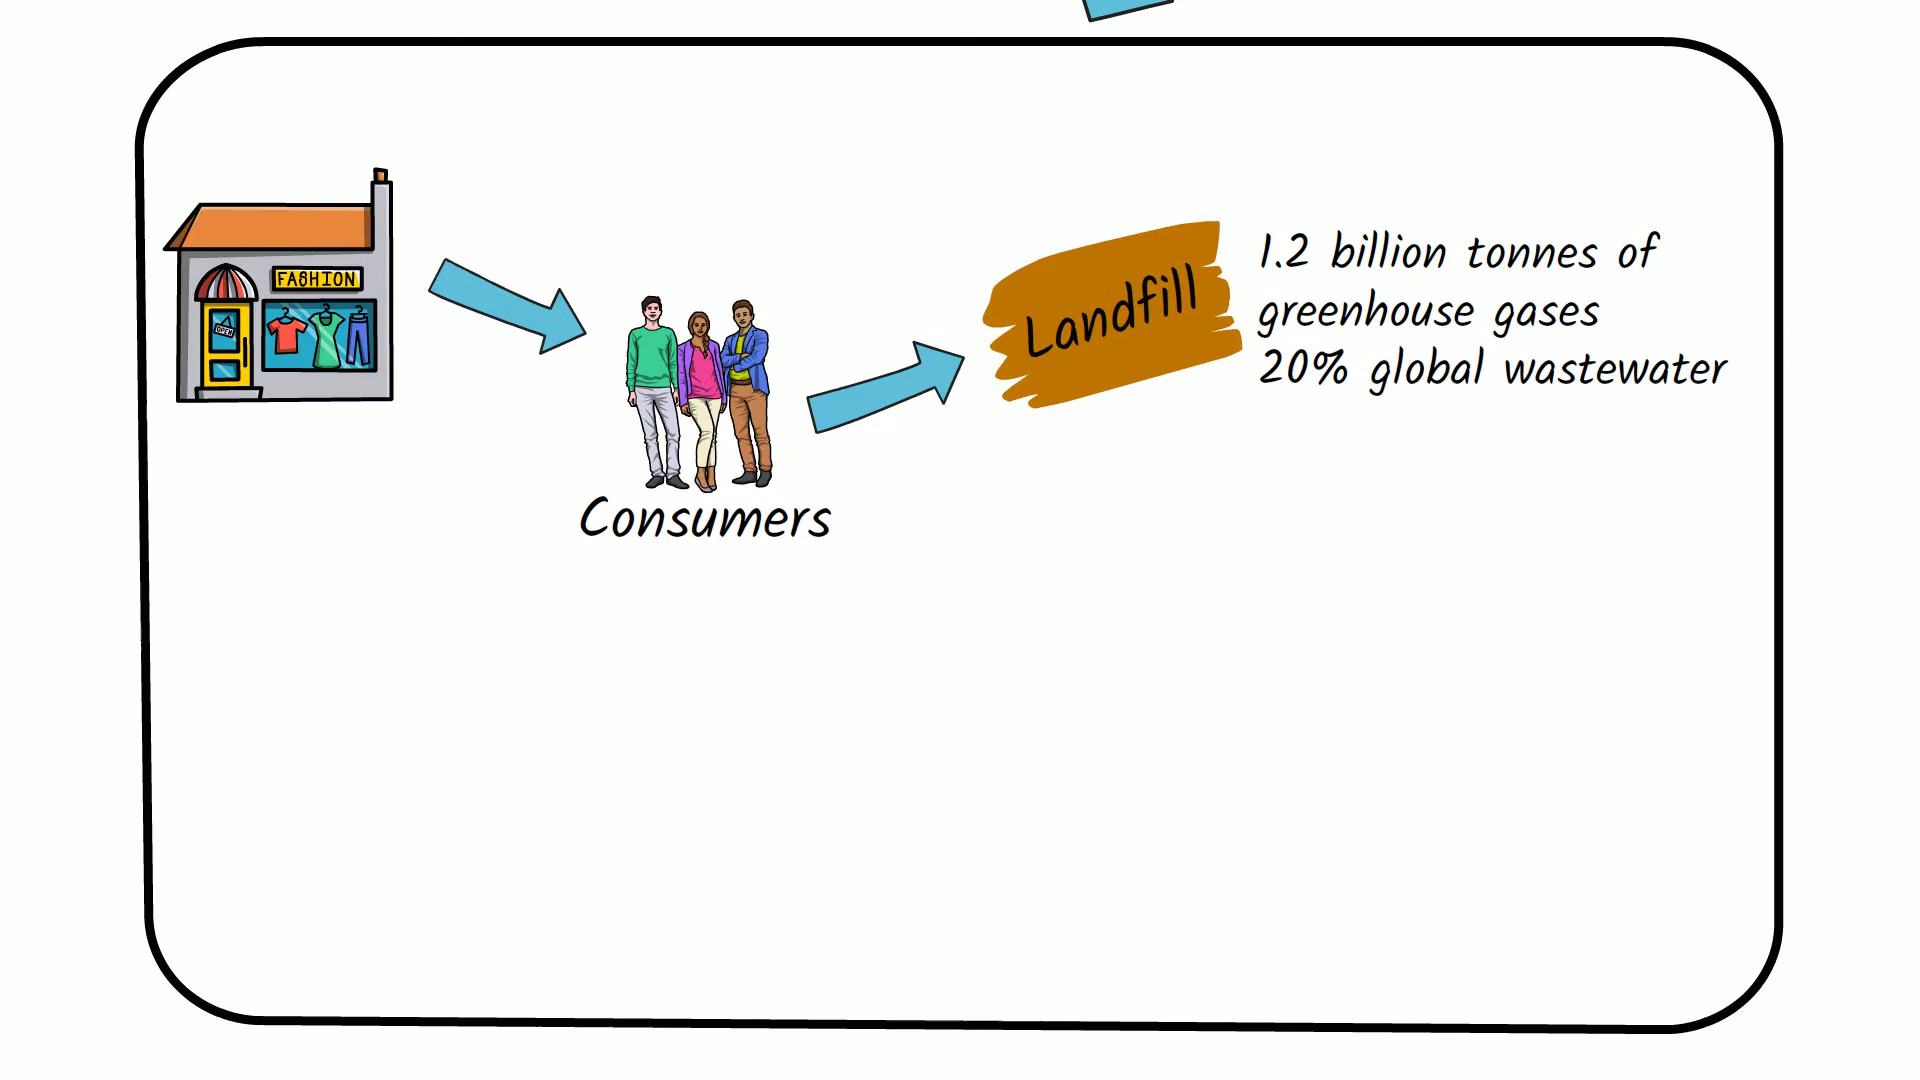 FASHION
OPEN
Consumers
Landfill
1.2 billion tonnes of
greenhouse gases
20% global wastewater